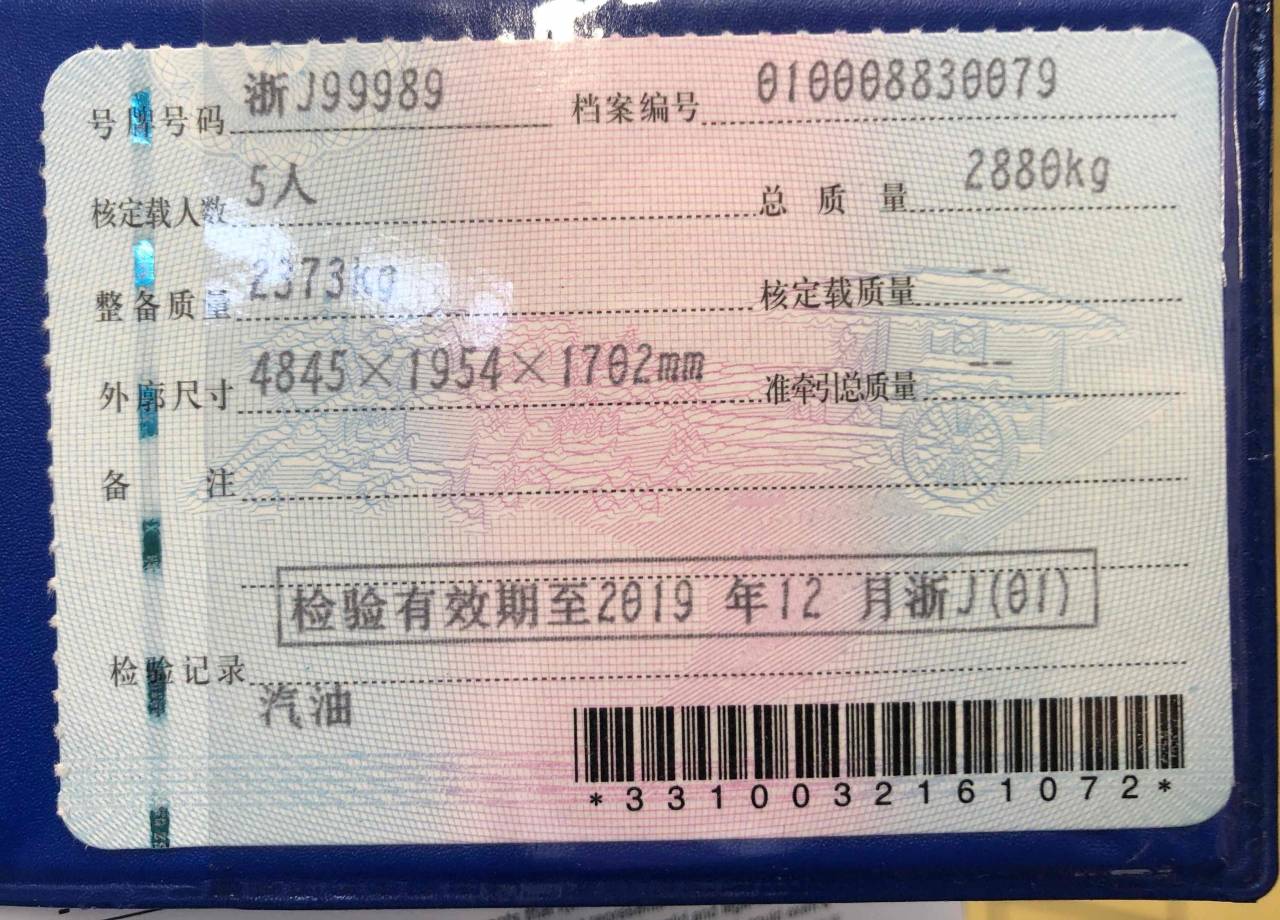 号牌号码 浙J99989 档案编号 010008830079
核定载人数 5人 总质量 2880kg
整备质量 2373kg 核定载质量 --
外廓尺寸 4845×1954×1702mm 准牵引总质量 --
备注
检验有效期至2019 年12 月浙J(01)
检验记录
汽油
*3310032161072*